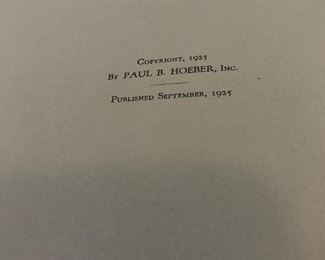 Copyright, 1925
By PAUL B. HOEBER, Inc.
Published September, 1925